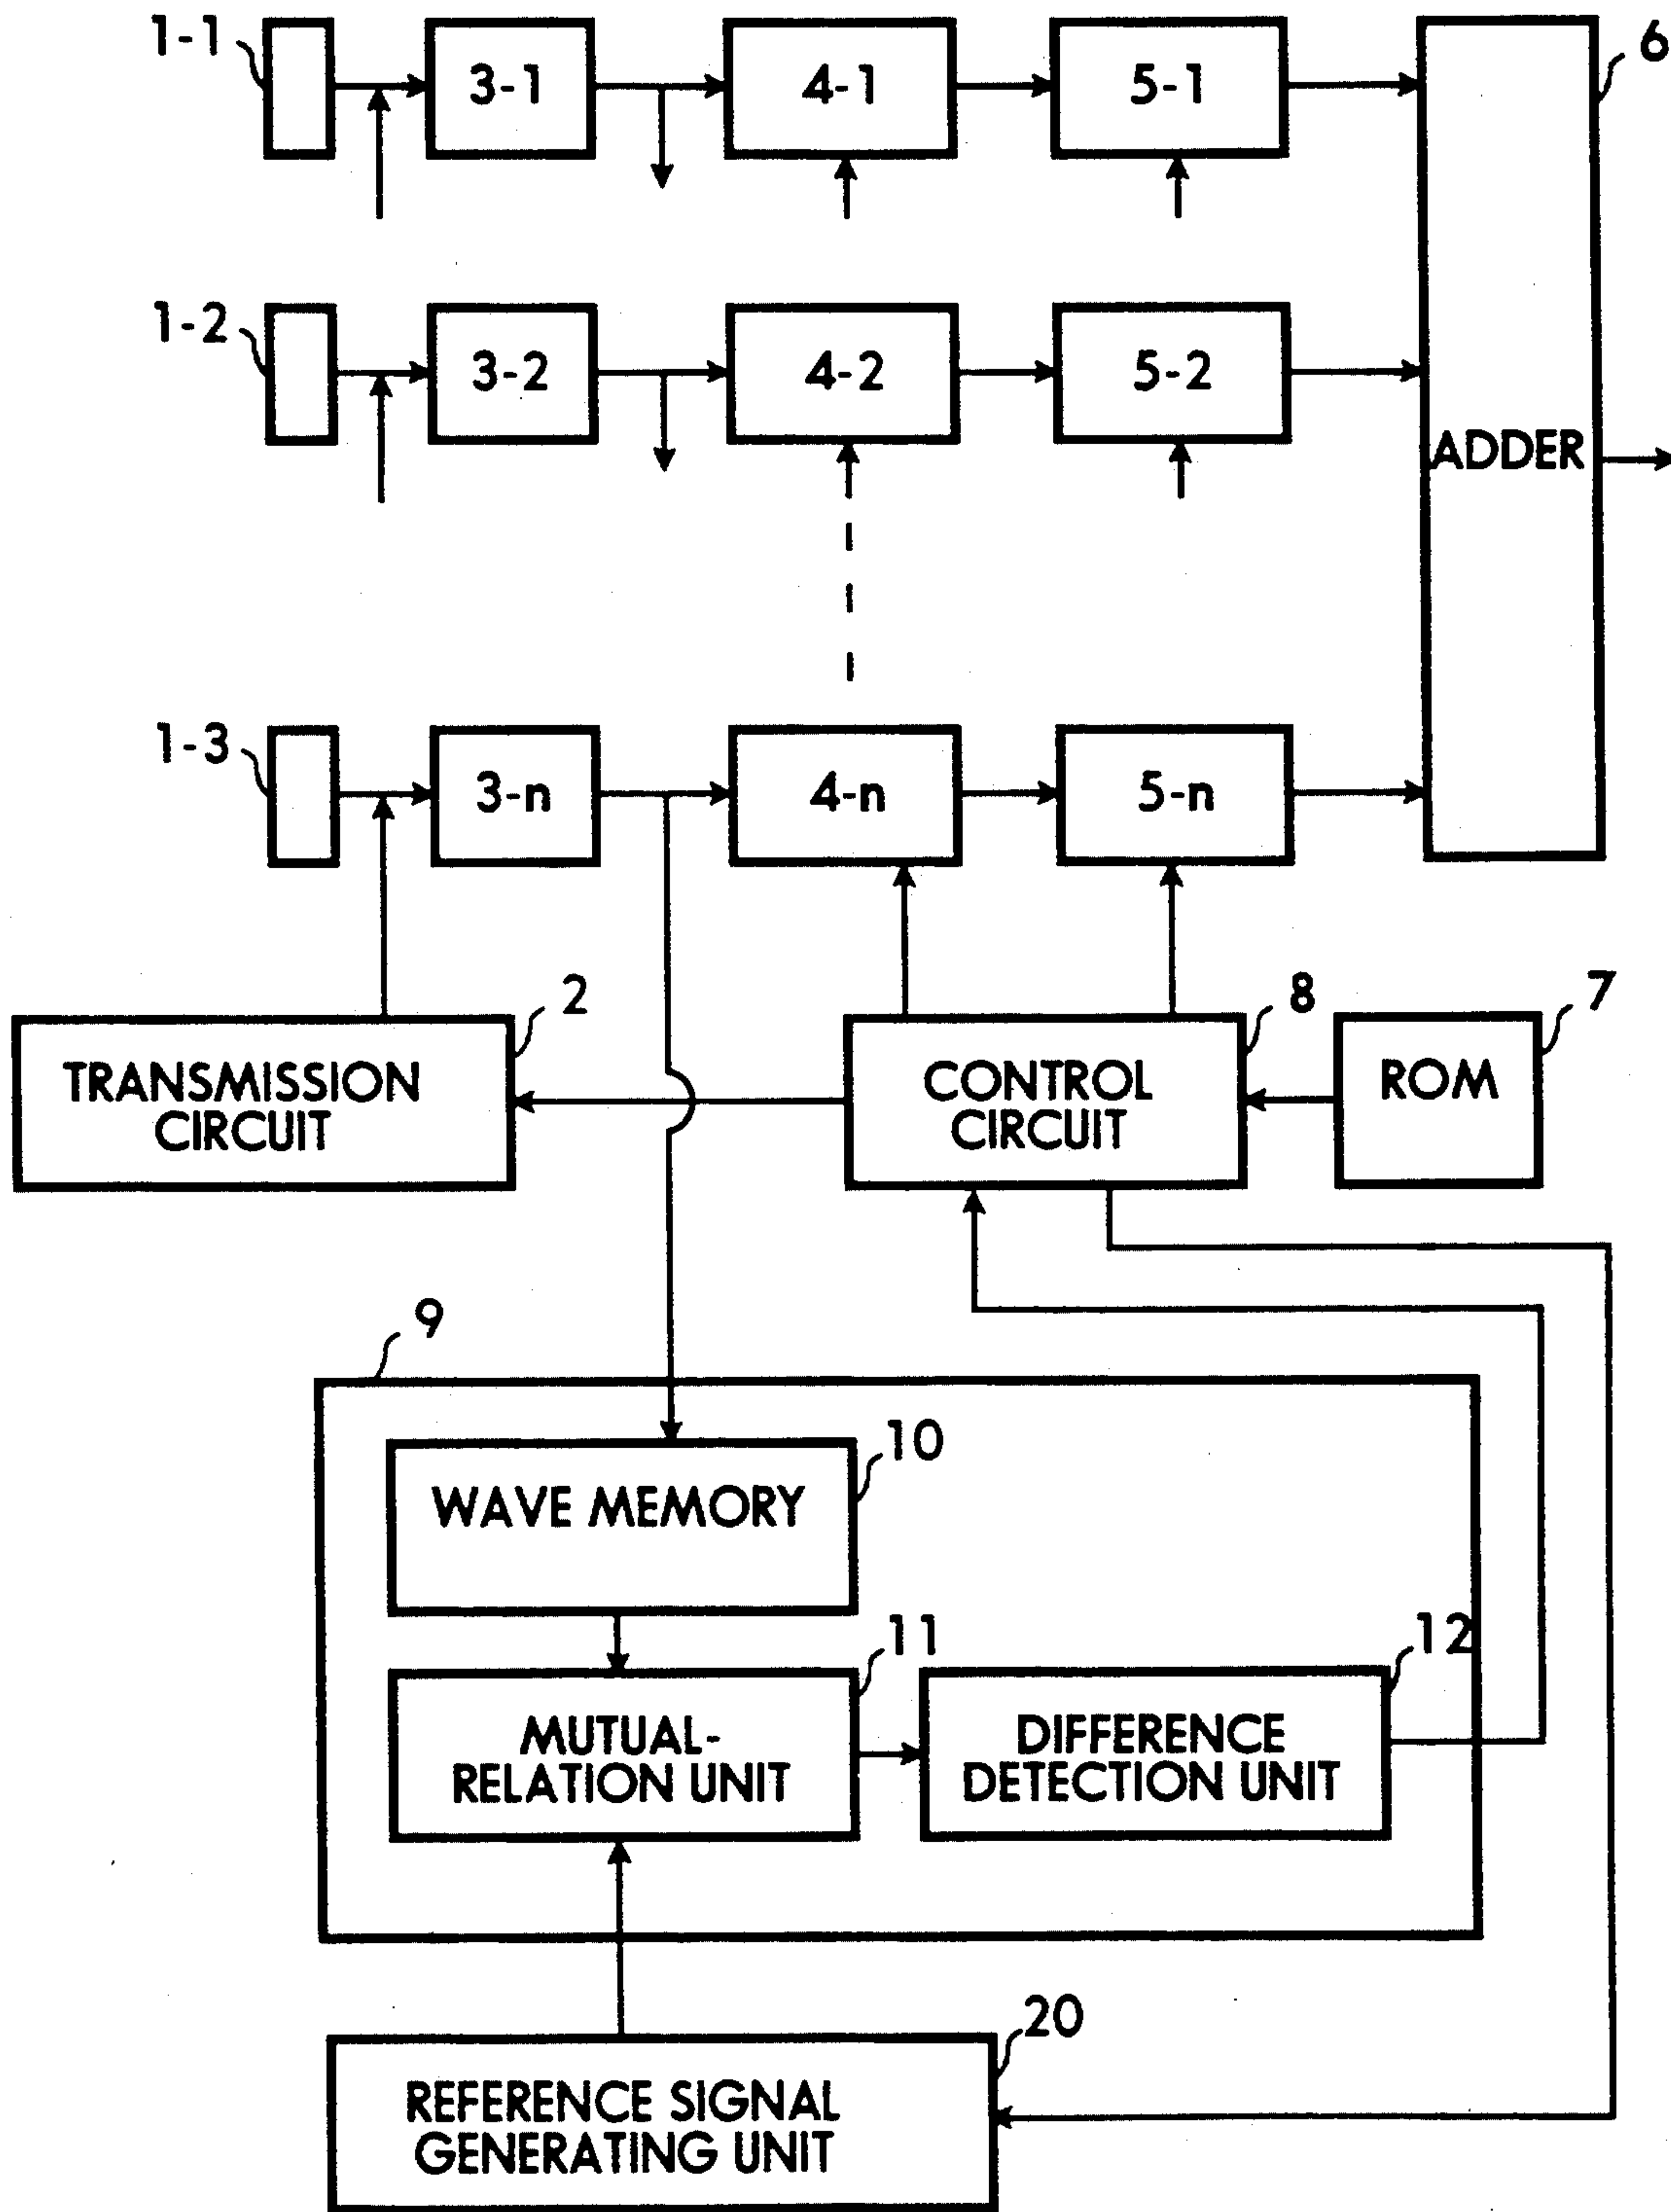 1-1
3-1
4-1
5-1
6
1-2
3-2
4-2
5-2
ADDER
1-3
3-n
4-n
5-n
2
8
7
TRANSMISSION
CIRCUIT
CONTROL
CIRCUIT
ROM
9
10
WAVE MEMORY
11
12
MUTUAL-
RELATION UNIT
DIFFERENCE
DETECTION UNIT
20
REFERENCE SIGNAL
GENERATING UNIT